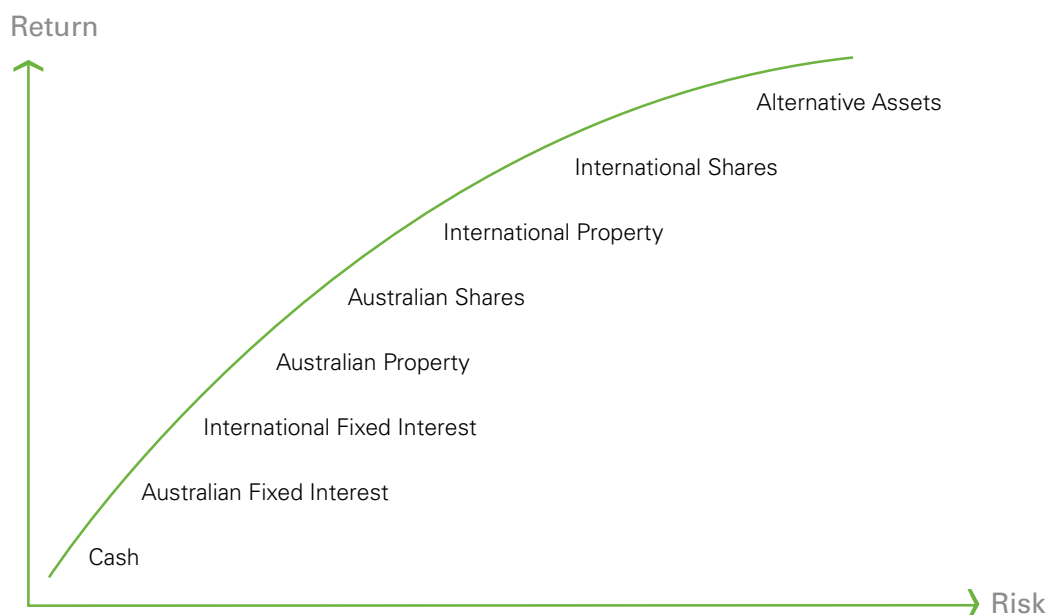 Return
Alternative Assets
International Shares
International Property
Australian Shares
Australian Property
International Fixed Interest
Australian Fixed Interest
Cash
Risk